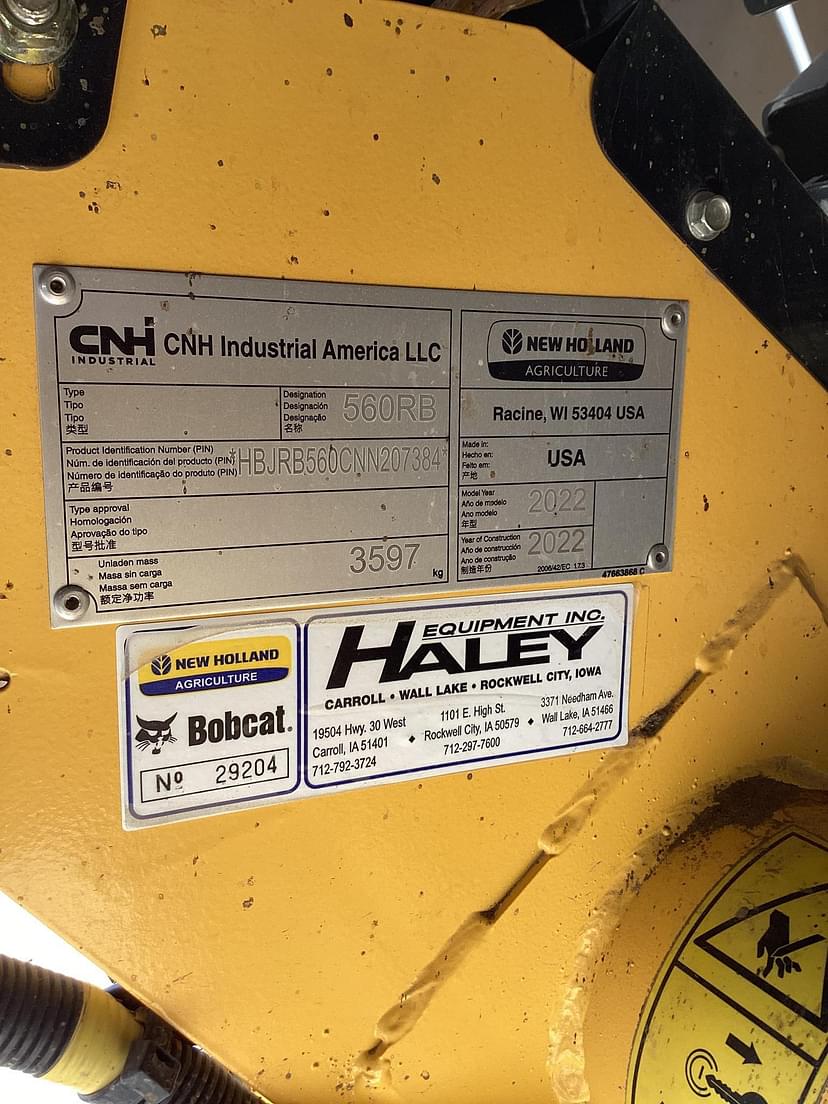 CNH
INDUSTRIAL
CNH Industrial America LLC
Type
Tipo
Tipo
类型
Designation
Designación
Designação
名称
560RB
Product Identification Number (PIN)
Núm. de identificación del producto (PIN)
Número de identificação do produto (PIN)
产品编号
*HBJRB560CNN207384*
Type approval
Homologación
Aprovação do tipo
型号批准
Unladen mass
Masa sin carga
Massa sem carga
额定净功率
3597
kg
NEW HOLLAND
AGRICULTURE
Racine, WI 53404 USA
Made in:
Hecho en:
Feito em:
产地
USA
Model Year
Año de modelo
Ano modelo
年型
2022
Year of Construction
Año de construcción
Ano de construção
制造年份
2022
2006/42/EC 1.7.3
47663868 C
NEW HOLLAND
AGRICULTURE
Bobcat.
Nº 29204
EQUIPMENT INC.
HALEY
CARROLL • WALL LAKE • ROCKWELL CITY, IOWA
19504 Hwy. 30 West
Carroll, IA 51401
712-792-3724
1101 E. High St.
Rockwell City, IA 50579
712-297-7600
3371 Needham Ave.
Wall Lake, IA 51466
712-664-2777